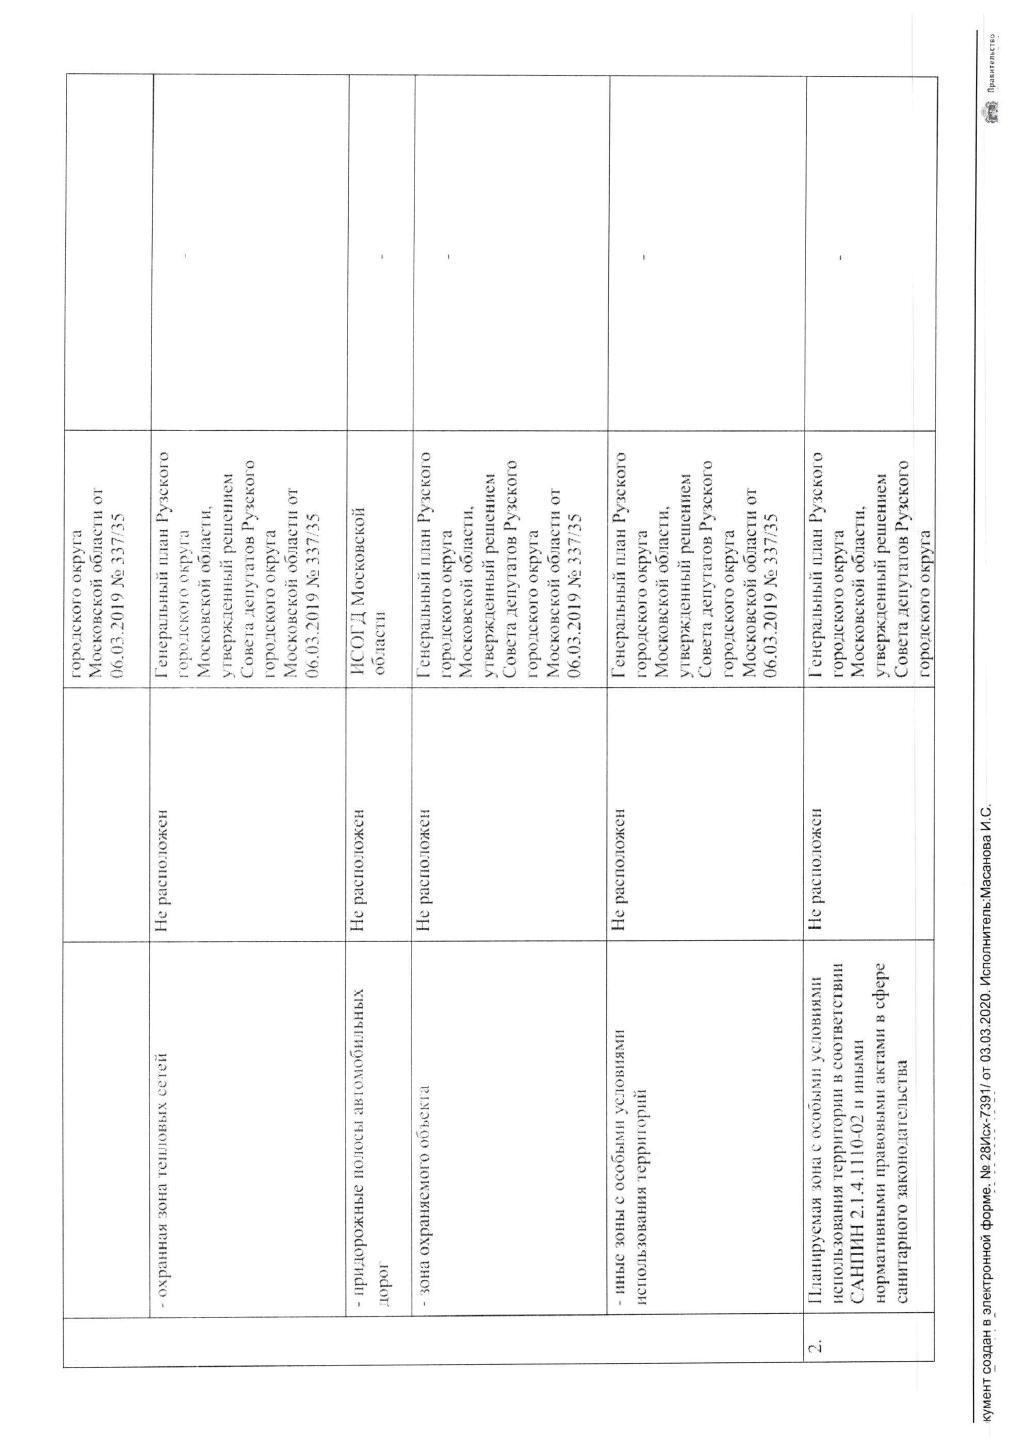 городского округа
Московской области от
06.03.2019 № 337/35
- охранная зона тепловых сетей
Не расположен
Генеральный план Рузского
городского округа
Московской области,
утвержденный решением
Совета депутатов Рузского
городского округа
Московской области от
06.03.2019 № 337/35
-
- придорожные полосы автомобильных
дорог
Не расположен
ИСОГД Московской
области
-
- зона охраняемого объекта
Не расположен
Генеральный план Рузского
городского округа
Московской области,
утвержденный решением
Совета депутатов Рузского
городского округа
Московской области от
06.03.2019 № 337/35
-
- иные зоны с особыми условиями
использования территорий
Не расположен
Генеральный план Рузского
городского округа
Московской области,
утвержденный решением
Совета депутатов Рузского
городского округа
Московской области от
06.03.2019 № 337/35
-
2.
Планируемая зона с особыми условиями
использования территории в соответствии
САНПИН 2.1.4.1110-02 и иными
нормативными правовыми актами в сфере
санитарного законодательства
Не расположен
Генеральный план Рузского
городского округа
Московской области,
утвержденный решением
Совета депутатов Рузского
городского округа
-
кумент создан в электронной форме. № 28Исх-7391/ от 03.03.2020. Исполнитель:Масанова И.С.
Правительство